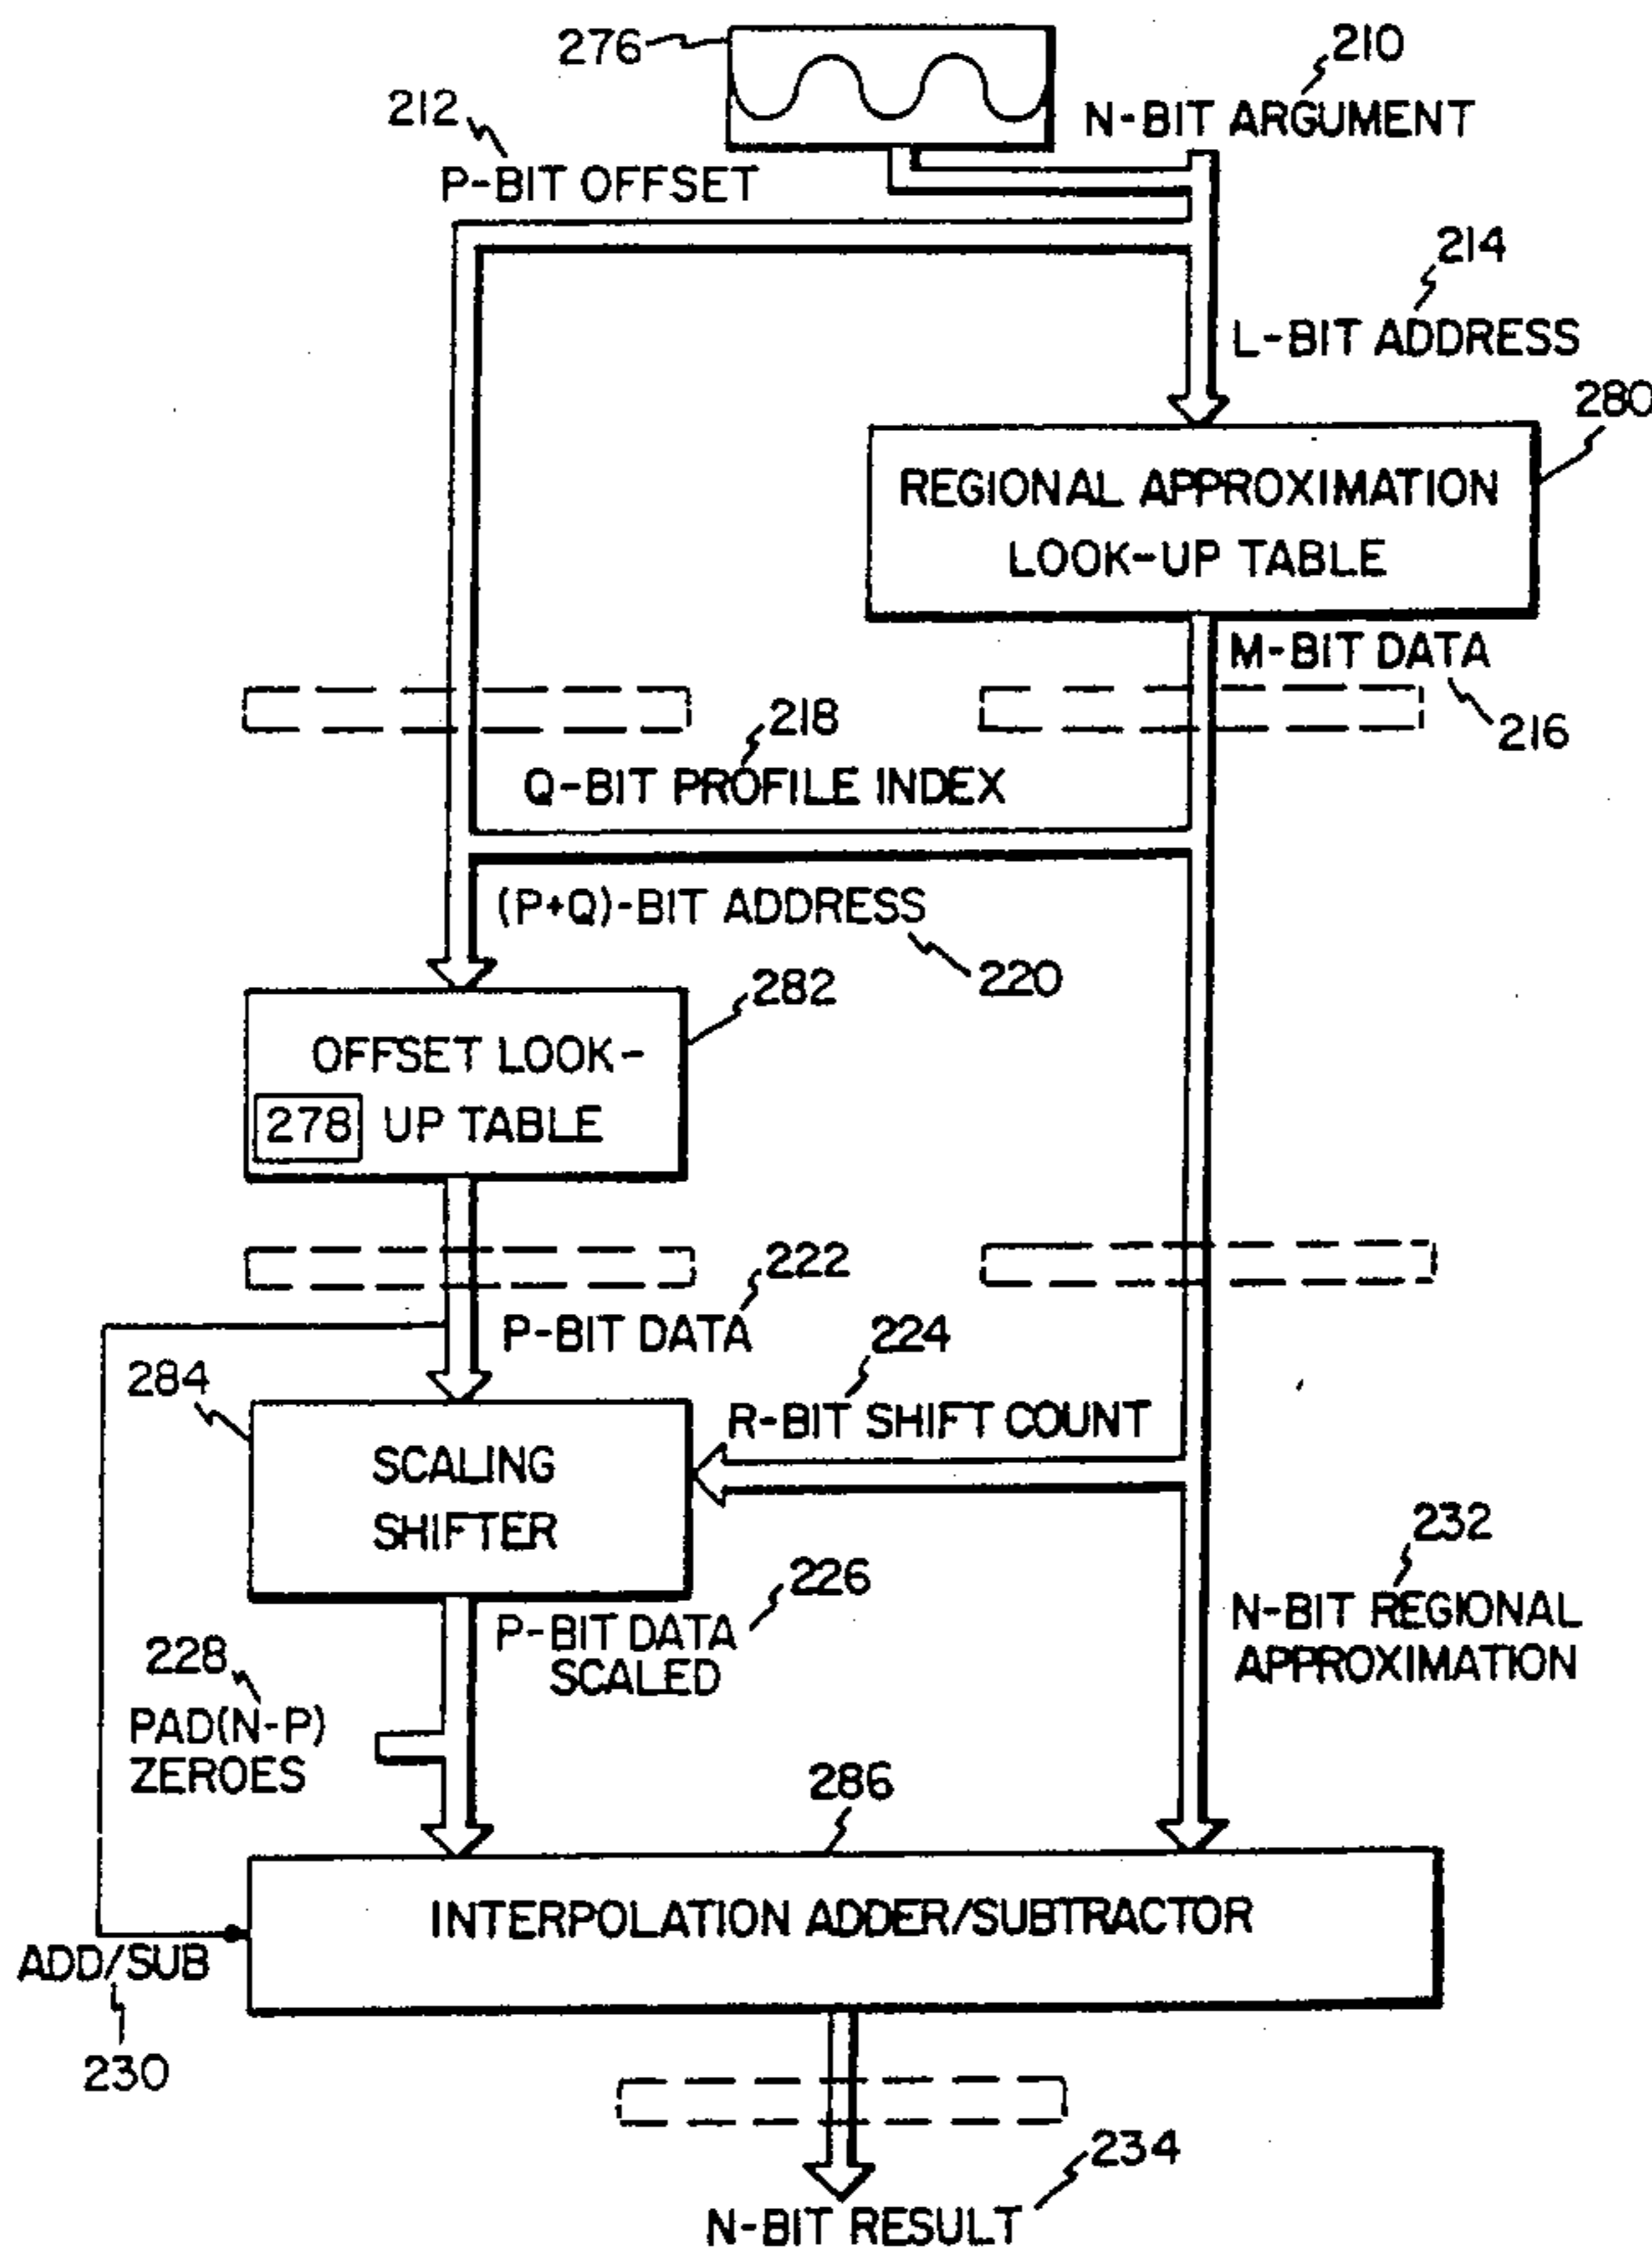 276
210
N-BIT ARGUMENT
212
P-BIT OFFSET
214
L-BIT ADDRESS
280
REGIONAL APPROXIMATION
LOOK-UP TABLE
M-BIT DATA
216
218
Q-BIT PROFILE INDEX
(P+Q)-BIT ADDRESS
220
282
OFFSET LOOK-
278 UP TABLE
222
P-BIT DATA
224
284
R-BIT SHIFT COUNT
SCALING
SHIFTER
232
226
N-BIT REGIONAL
APPROXIMATION
P-BIT DATA
SCALED
228
PAD(N-P)
ZEROES
286
INTERPOLATION ADDER/SUBTRACTOR
ADD/SUB
230
234
N-BIT RESULT